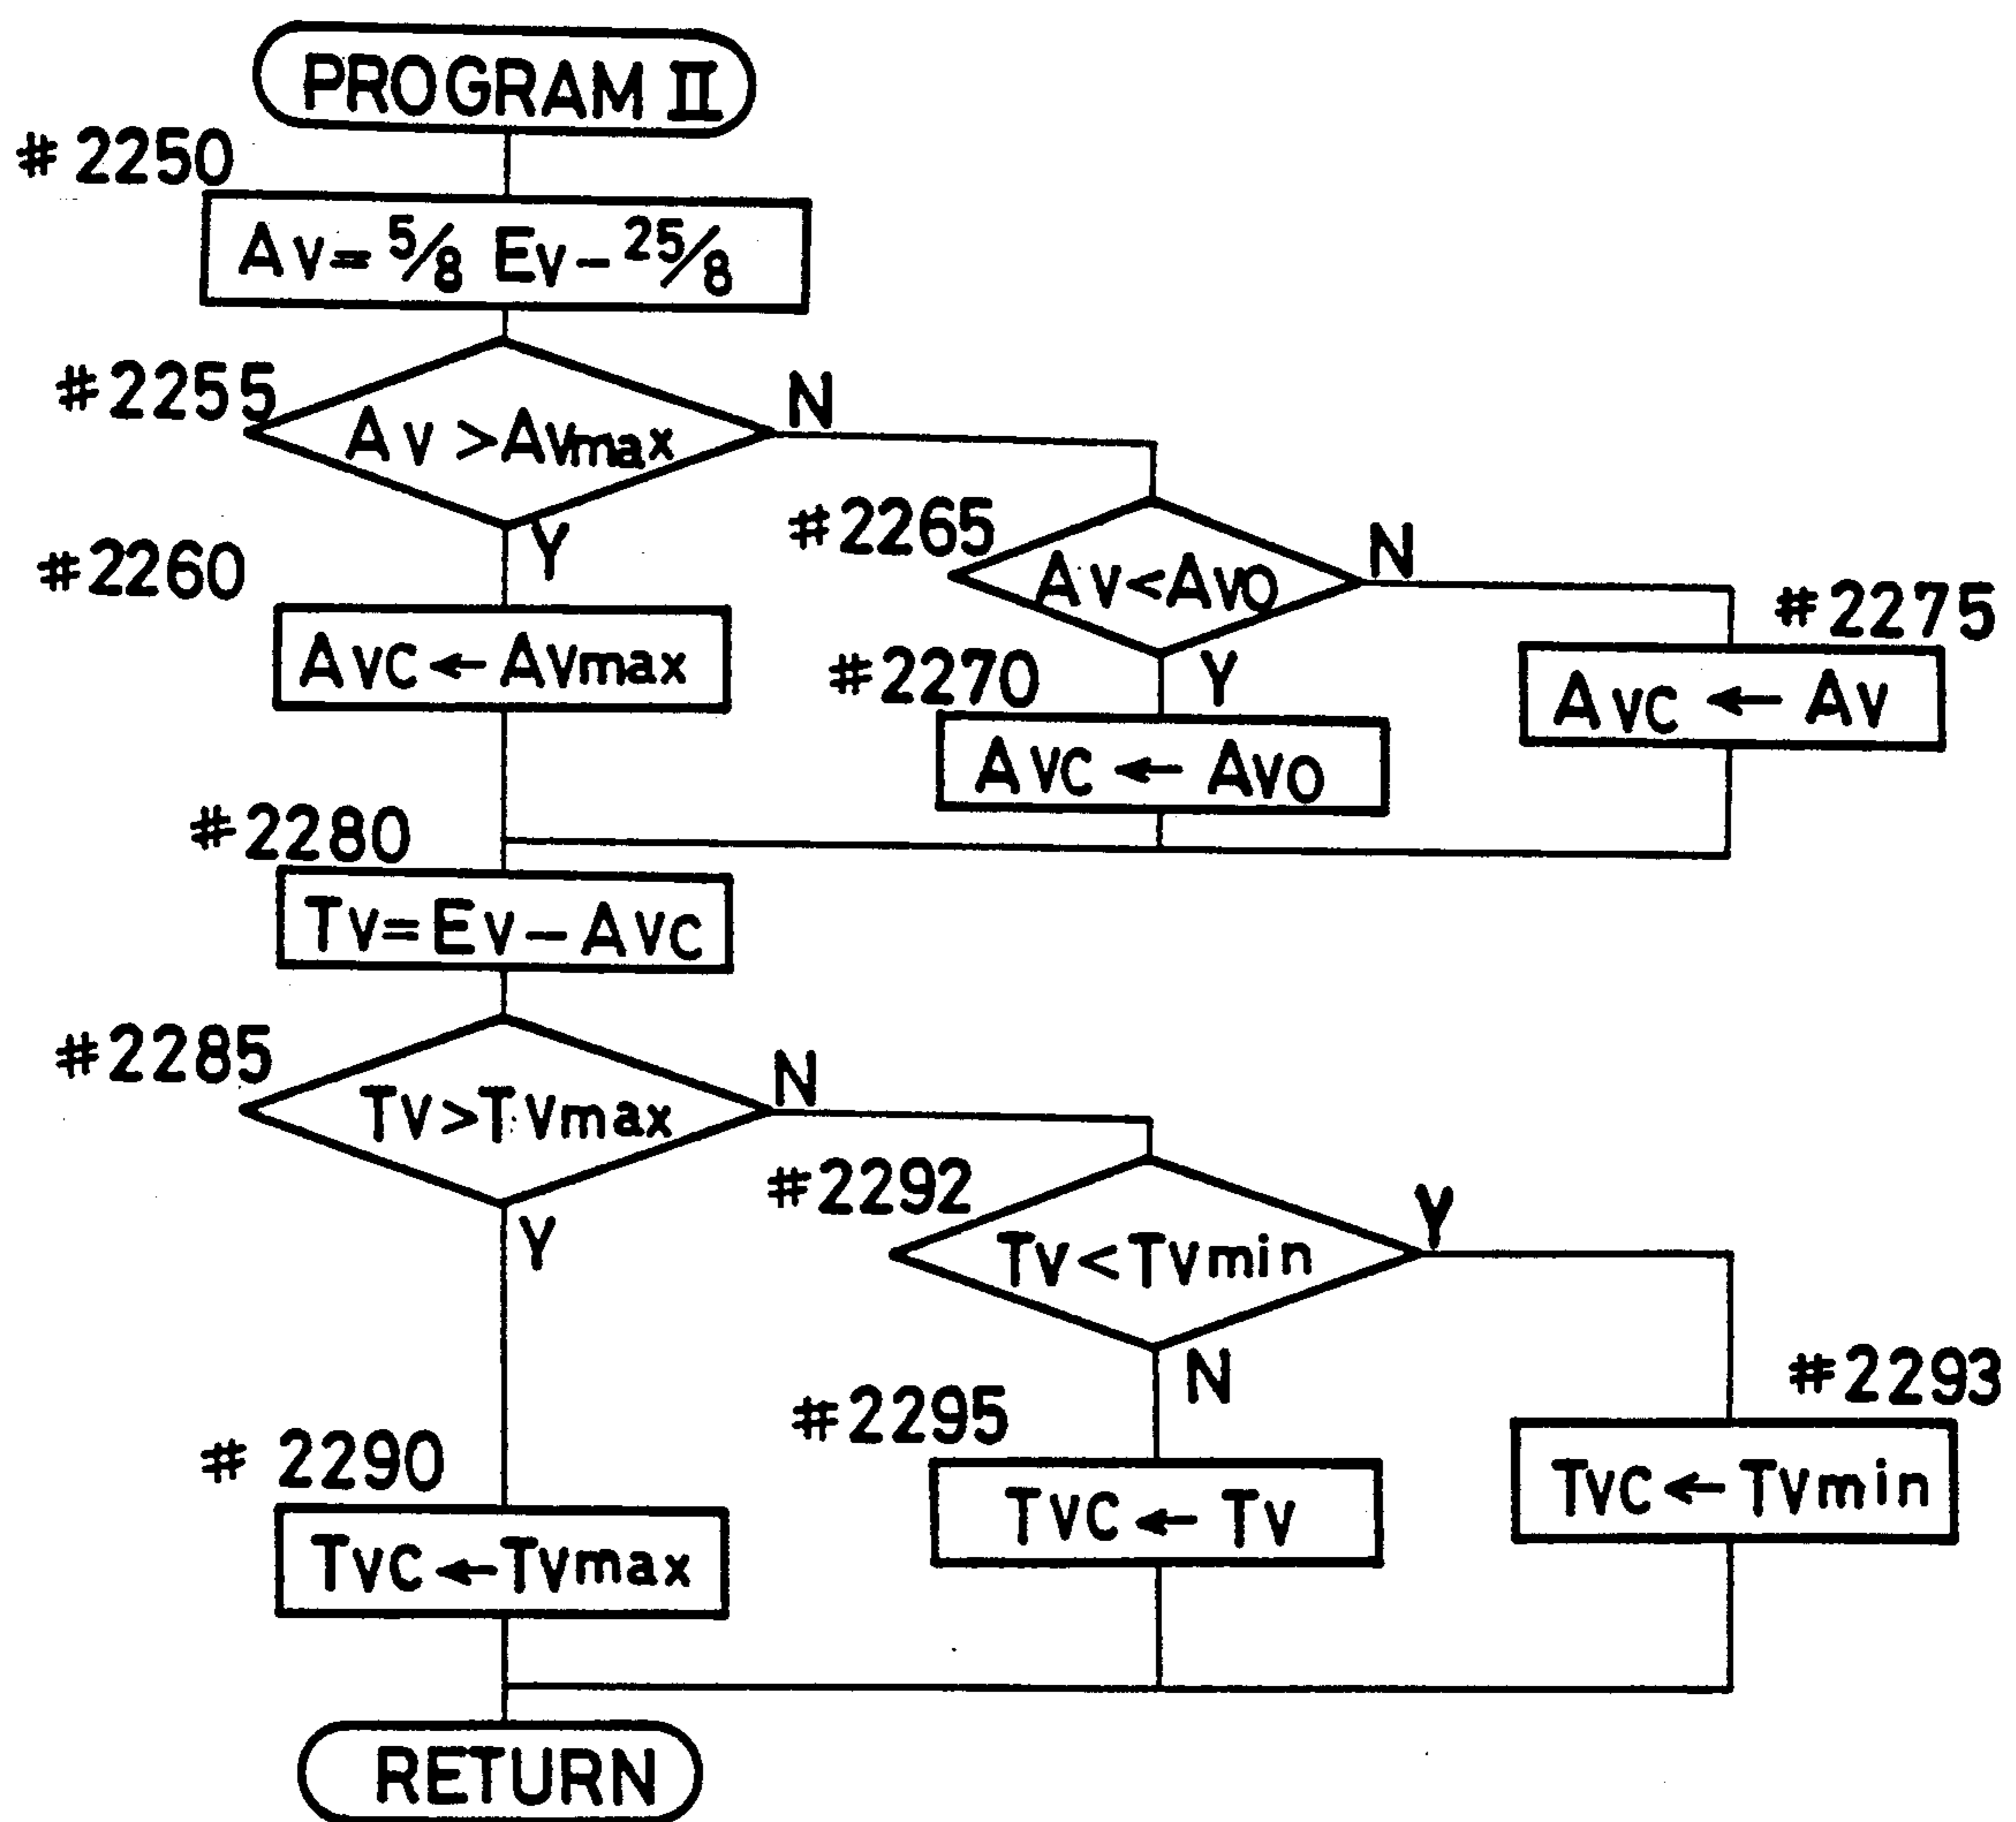 PROGRAM II
# 2250
Av= 5/8 Ev- 25/8
#2255
Av >Avmax
N
Y
#2260
Avc←Avmax
#2265
Av<Avo
N
Y
#2270
Avc ← Avo
#2275
Avc ← Av
#2280
Tv=Ev-Avc
#2285
Tv>Tvmax
N
Y
#2292
Tv<Tvmin
Y
N
#2293
Tvc←Tvmin
#2295
Tvc ← Tv
# 2290
Tvc←Tvmax
RETURN